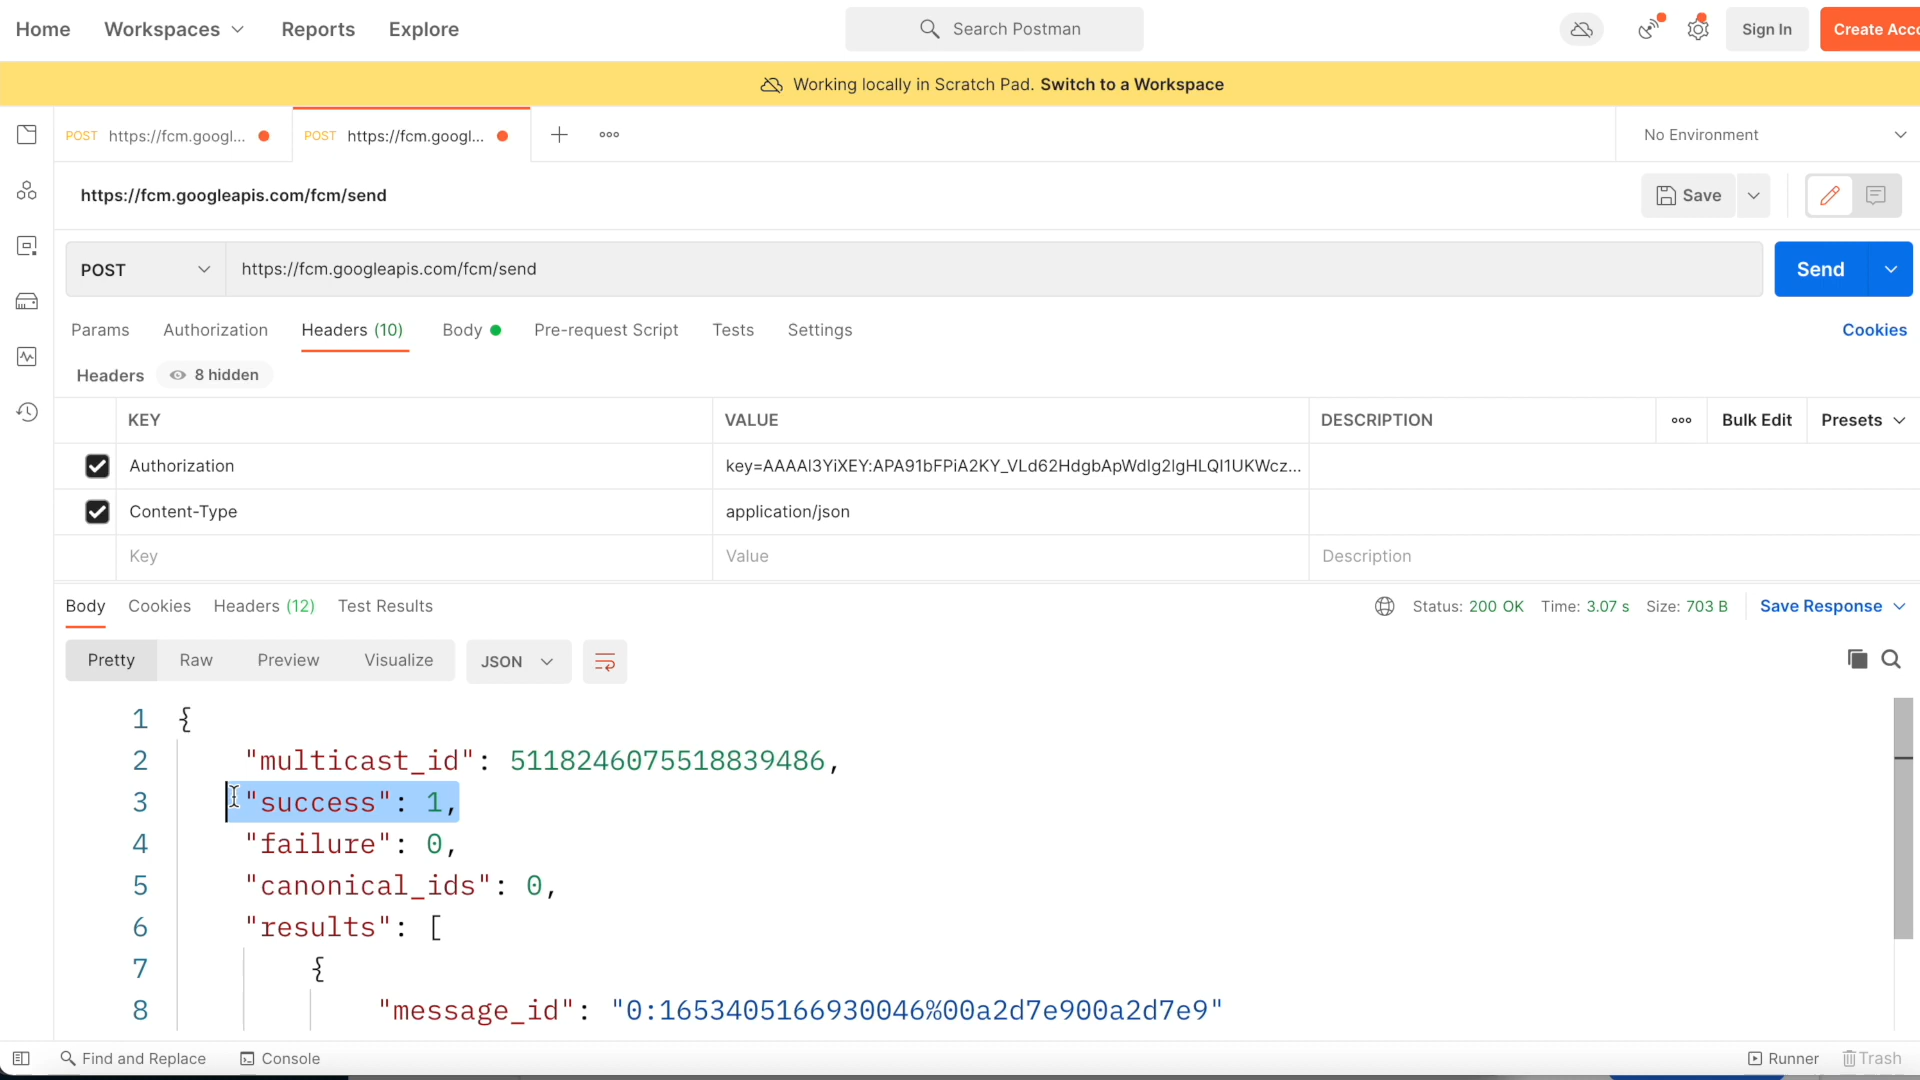 Home Workspaces Reports Explore Search Postman Sign In Create Acco
Working locally in Scratch Pad. Switch to a Workspace
POST https://fcm.googl... POST https://fcm.googl... No Environment
https://fcm.googleapis.com/fcm/send Save
POST https://fcm.googleapis.com/fcm/send Send
Params Authorization Headers (10) Body Pre-request Script Tests Settings Cookies
Headers 8 hidden
KEY VALUE DESCRIPTION Bulk Edit Presets
Authorization key=AAAAI3YiXEY:APA91bFPiA2KY_VLd62HdgbApWdIg2IgHLQI1UKWcz...
Content-Type application/json
Key Value Description
Body Cookies Headers (12) Test Results Status: 200 OK Time: 3.07 s Size: 703 B Save Response
Pretty Raw Preview Visualize JSON
1 {
2 "multicast_id": 5118246075518839486,
3 "success": 1,
4 "failure": 0,
5 "canonical_ids": 0,
6 "results": [
7 {
8 "message_id": "0:1653405166930046%00a2d7e900a2d7e9"
Find and Replace Console Runner Trash